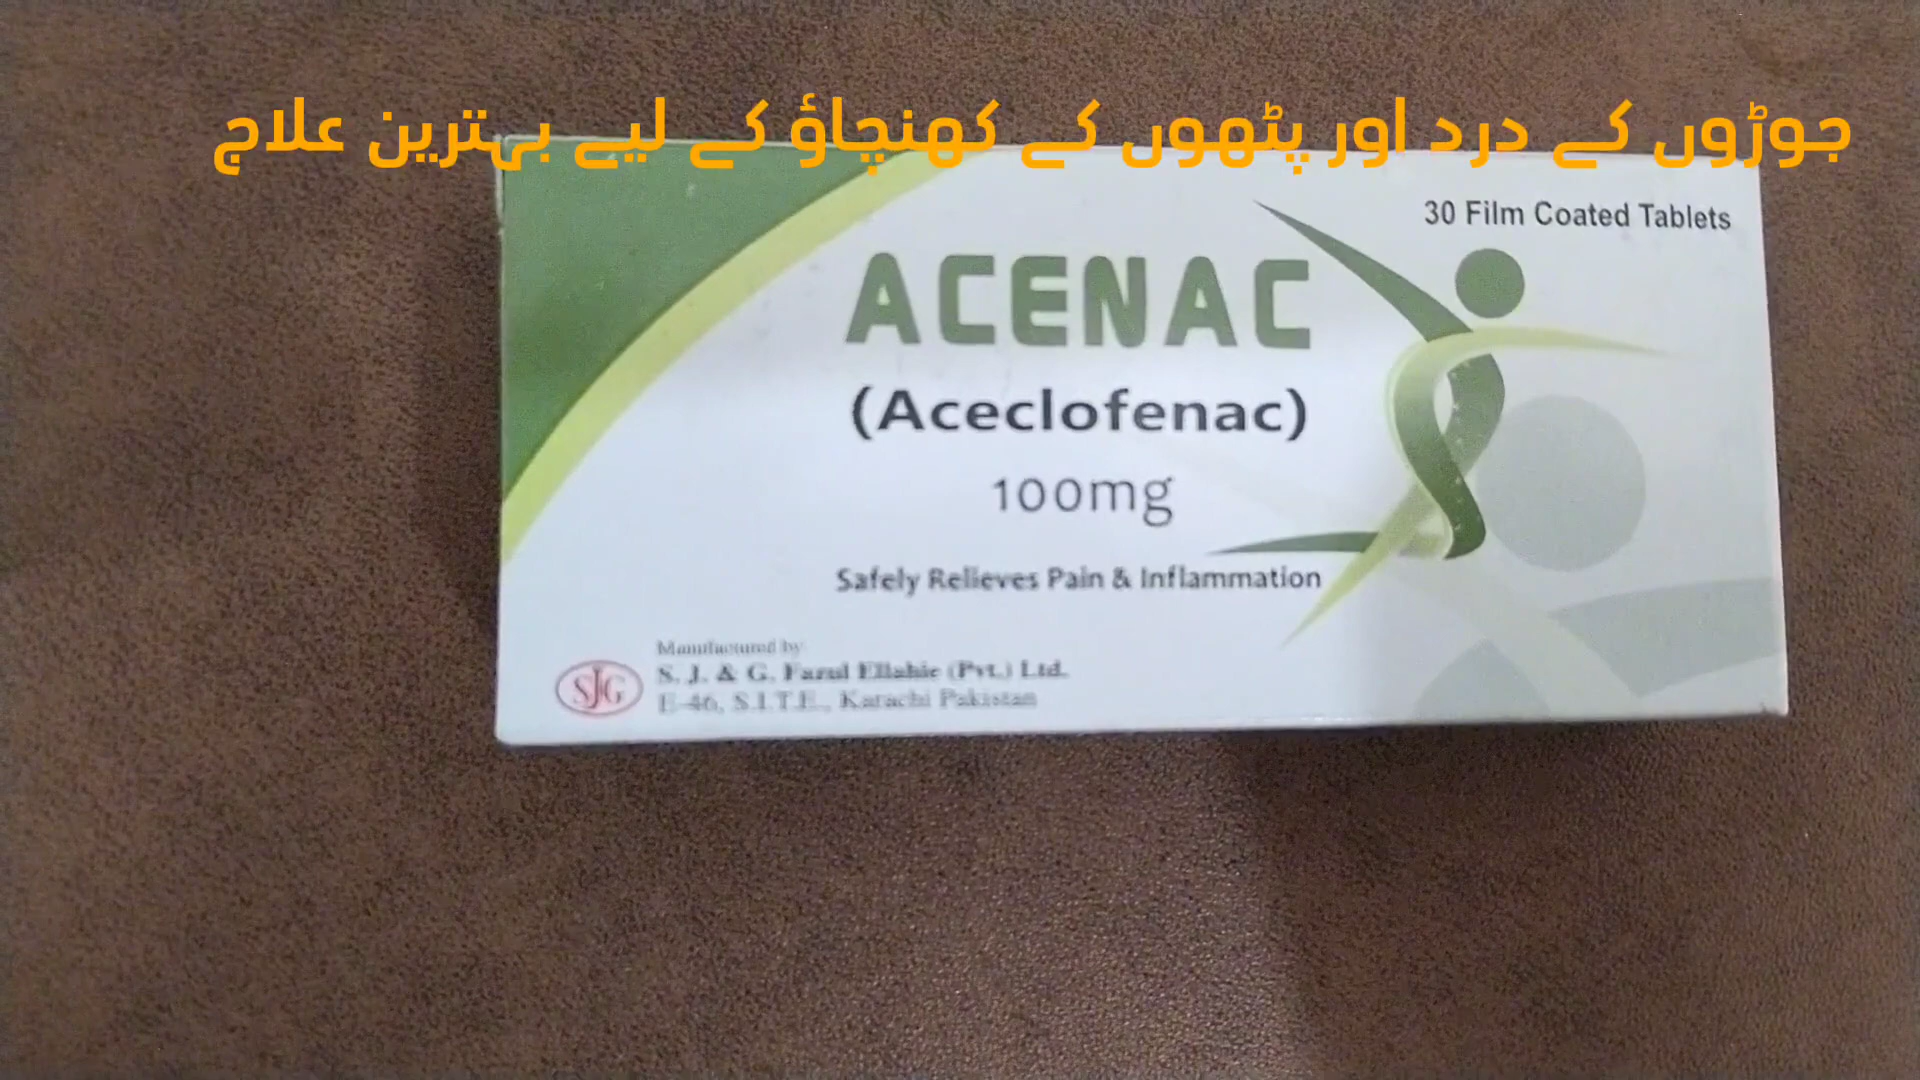 جوڑوں کے درد اور پٹھوں کے کھنچاؤ کے لیے بہترین علاج
30 Film Coated Tablets
ACENAC
(Aceclofenac)
100mg
Safely Relieves Pain & Inflammation
Manufactured by
SJG
S. J. & G. Fazul Ellahie (Pvt.) Ltd.
E-46, S.I.T.E., Karachi Pakistan